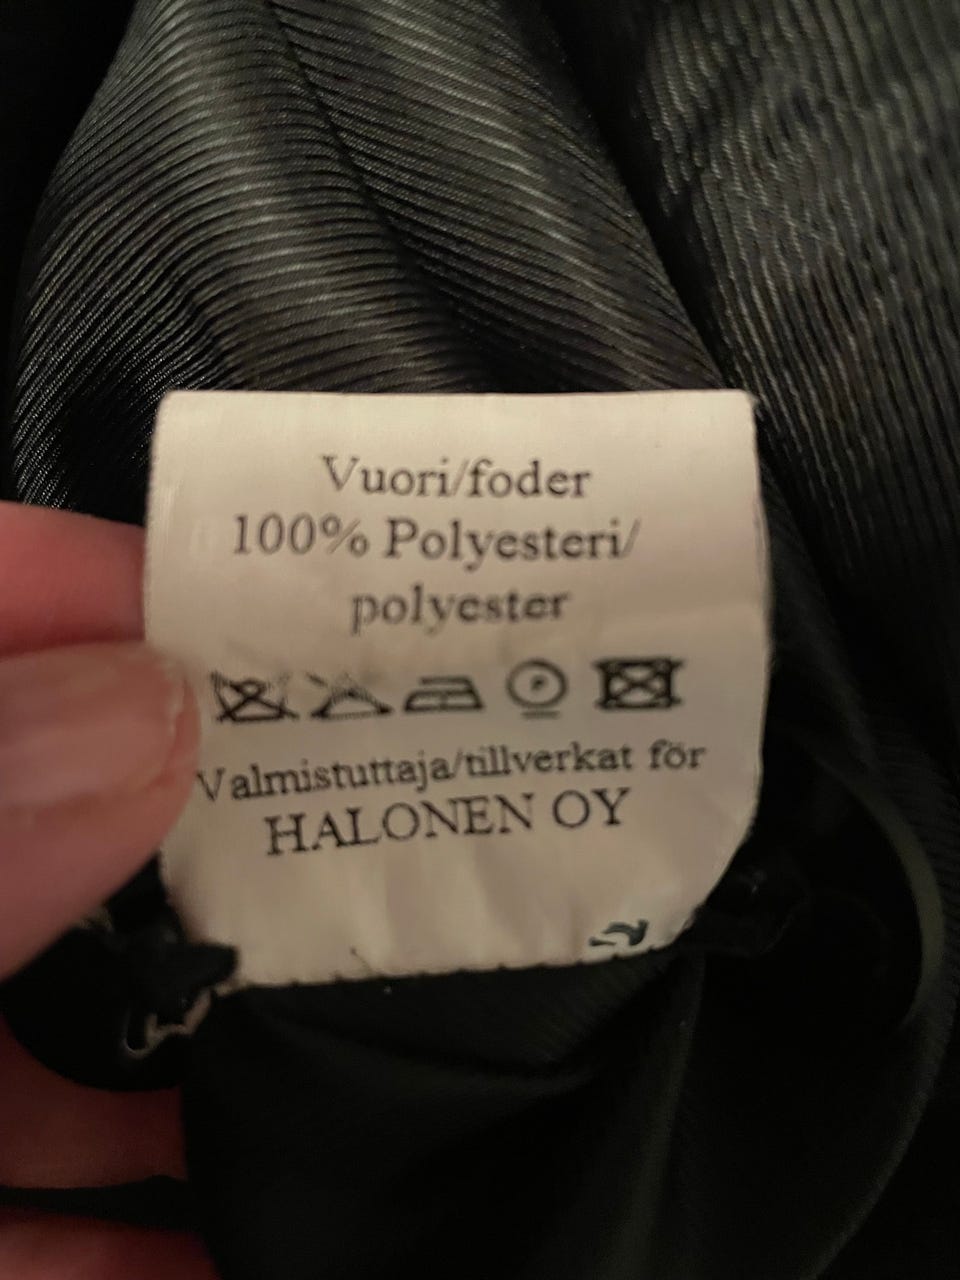 Vuori/foder
100% Polyesteri/
polyester
P
Valmistuttaja/tillverkat för
HALONEN OY